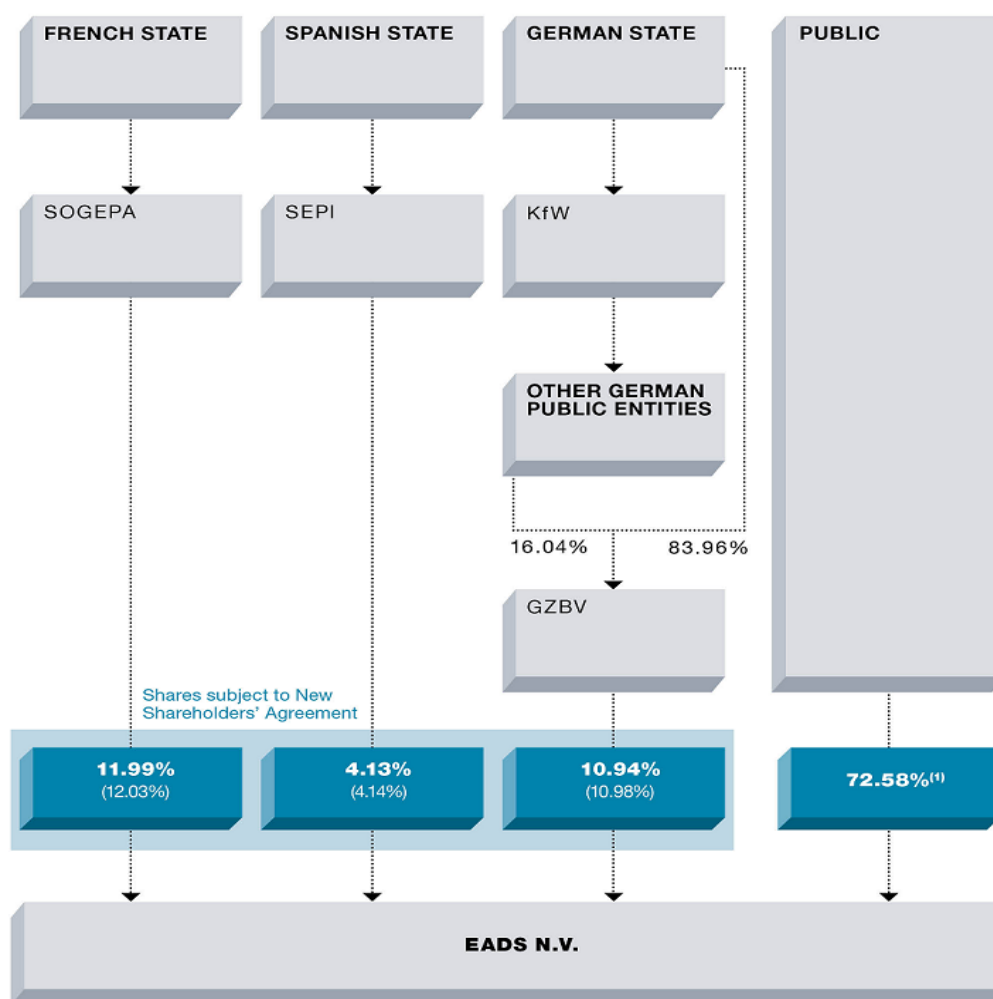 FRENCH STATE
SPANISH STATE
GERMAN STATE
PUBLIC
SOGEPA
SEPI
KfW
OTHER GERMAN
PUBLIC ENTITIES
16.04%
83.96%
GZBV
Shares subject to New
Shareholders’ Agreement
11.99%
(12.03%)
4.13%
(4.14%)
10.94%
(10.98%)
72.58%(1)
EADS N.V.